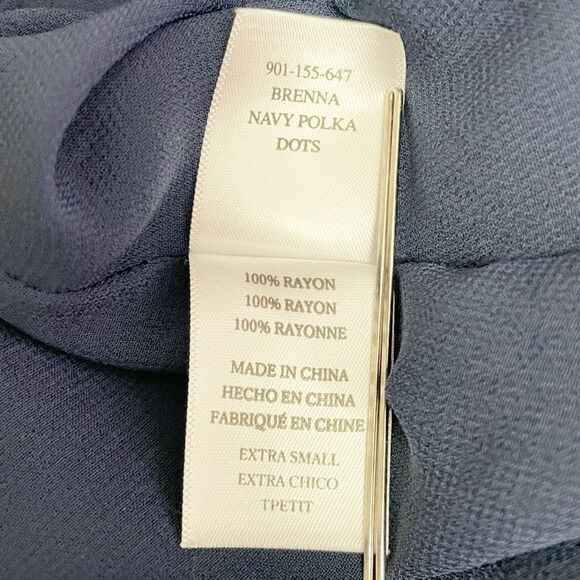 901-155-647
BRENNA
NAVY POLKA
DOTS
100% RAYON
100% RAYON
100% RAYONNE
MADE IN CHINA
HECHO EN CHINA
FABRIQUÉ EN CHINE
EXTRA SMALL
EXTRA CHICO
TPETIT